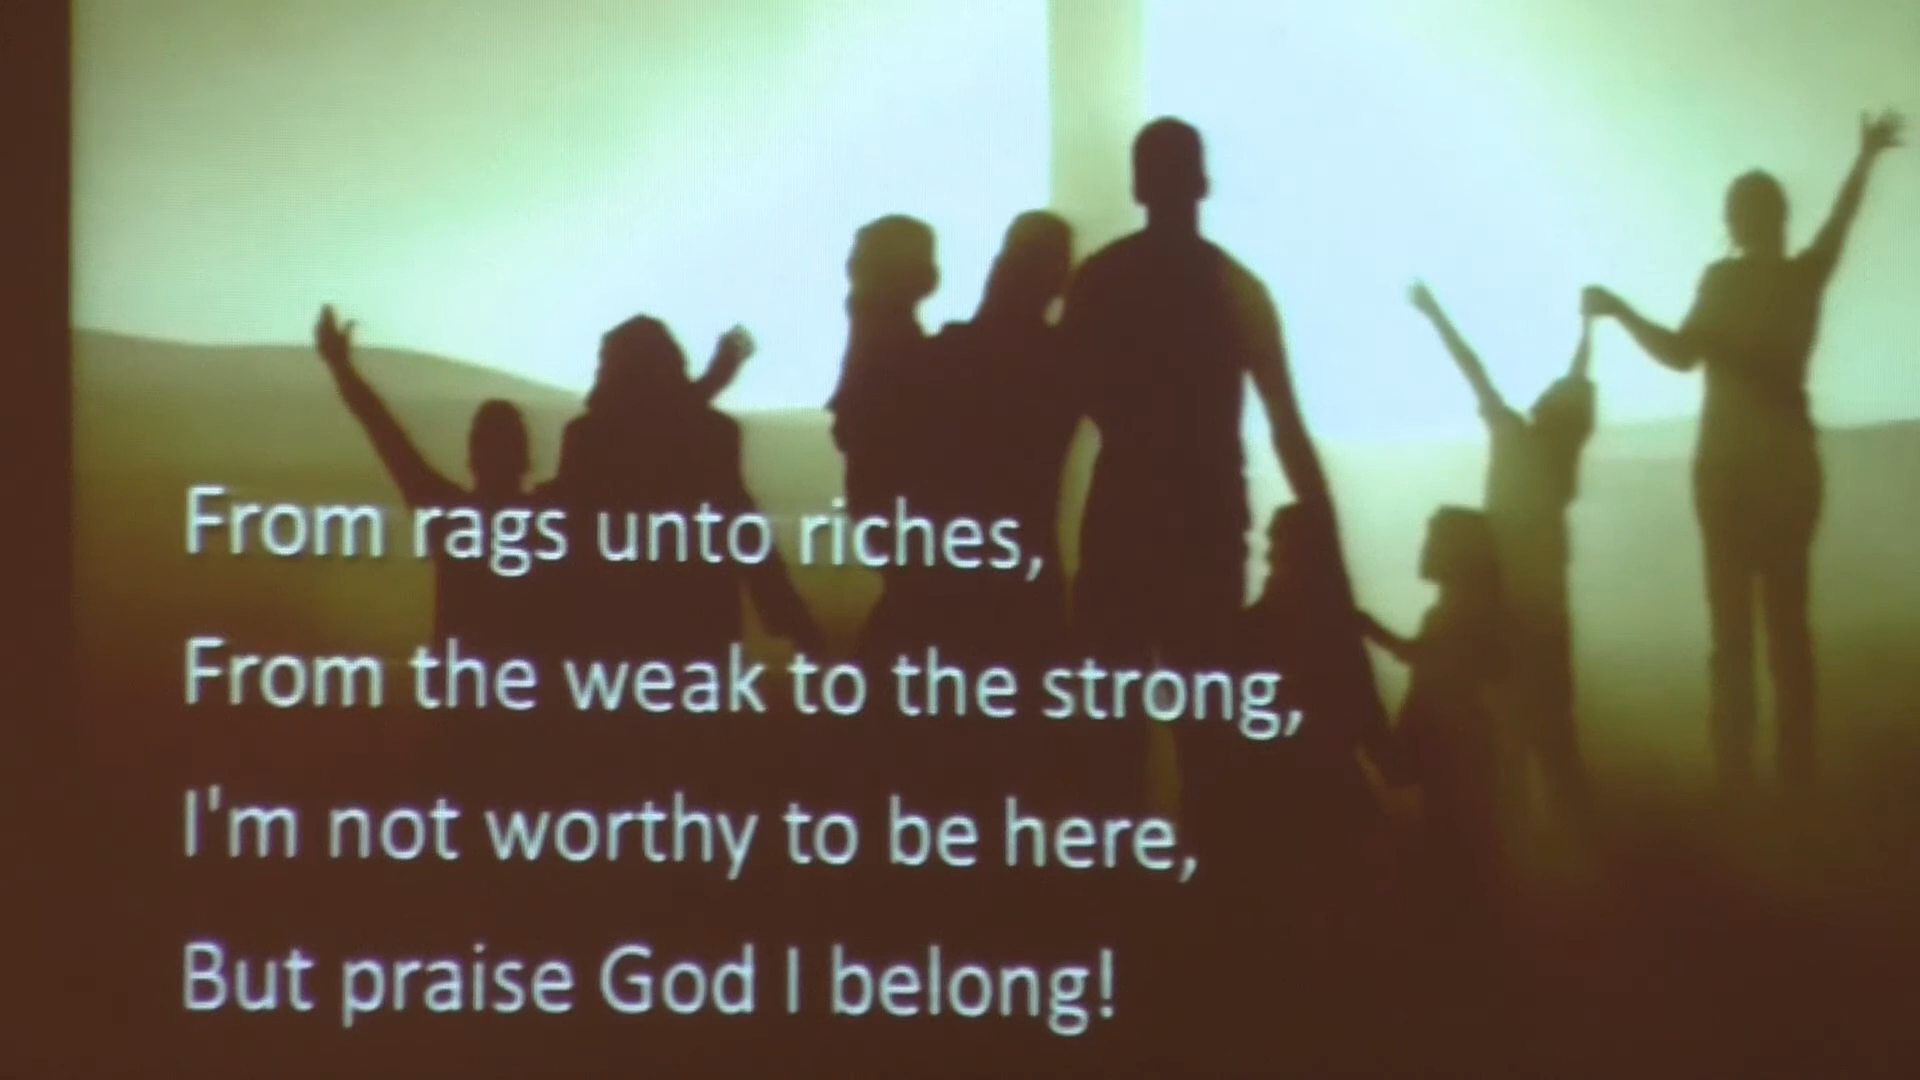 From rags unto riches,
From the weak to the strong,
I'm not worthy to be here,
But praise God I belong!